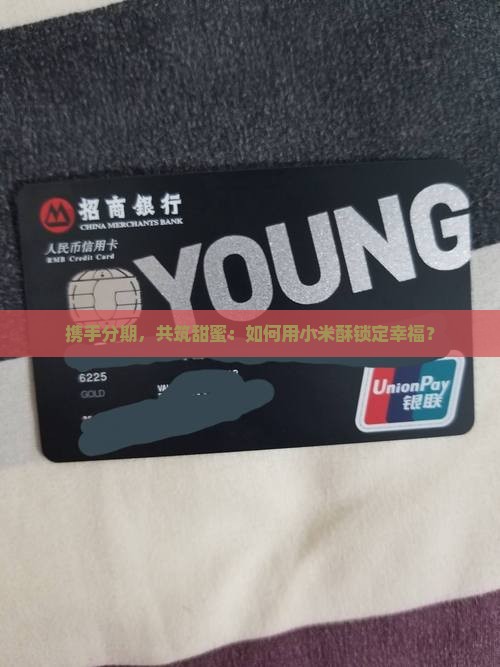 招商银行
CHINA MERCHANTS BANK
人民币信用卡
RMB Credit Card
YOUNG
携手分期，共筑甜蜜：如何用小米酥锁定幸福？
6225
GOLD
UnionPay
银联